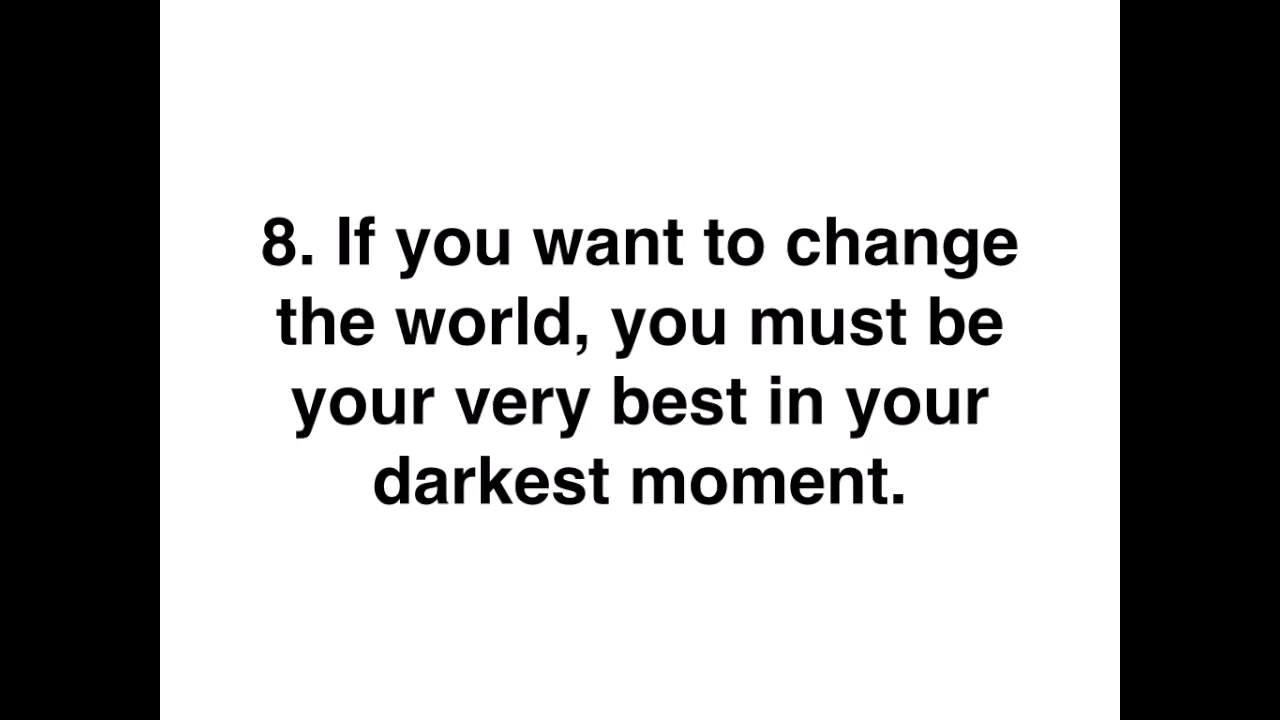 8. If you want to change
the world, you must be
your very best in your
darkest moment.